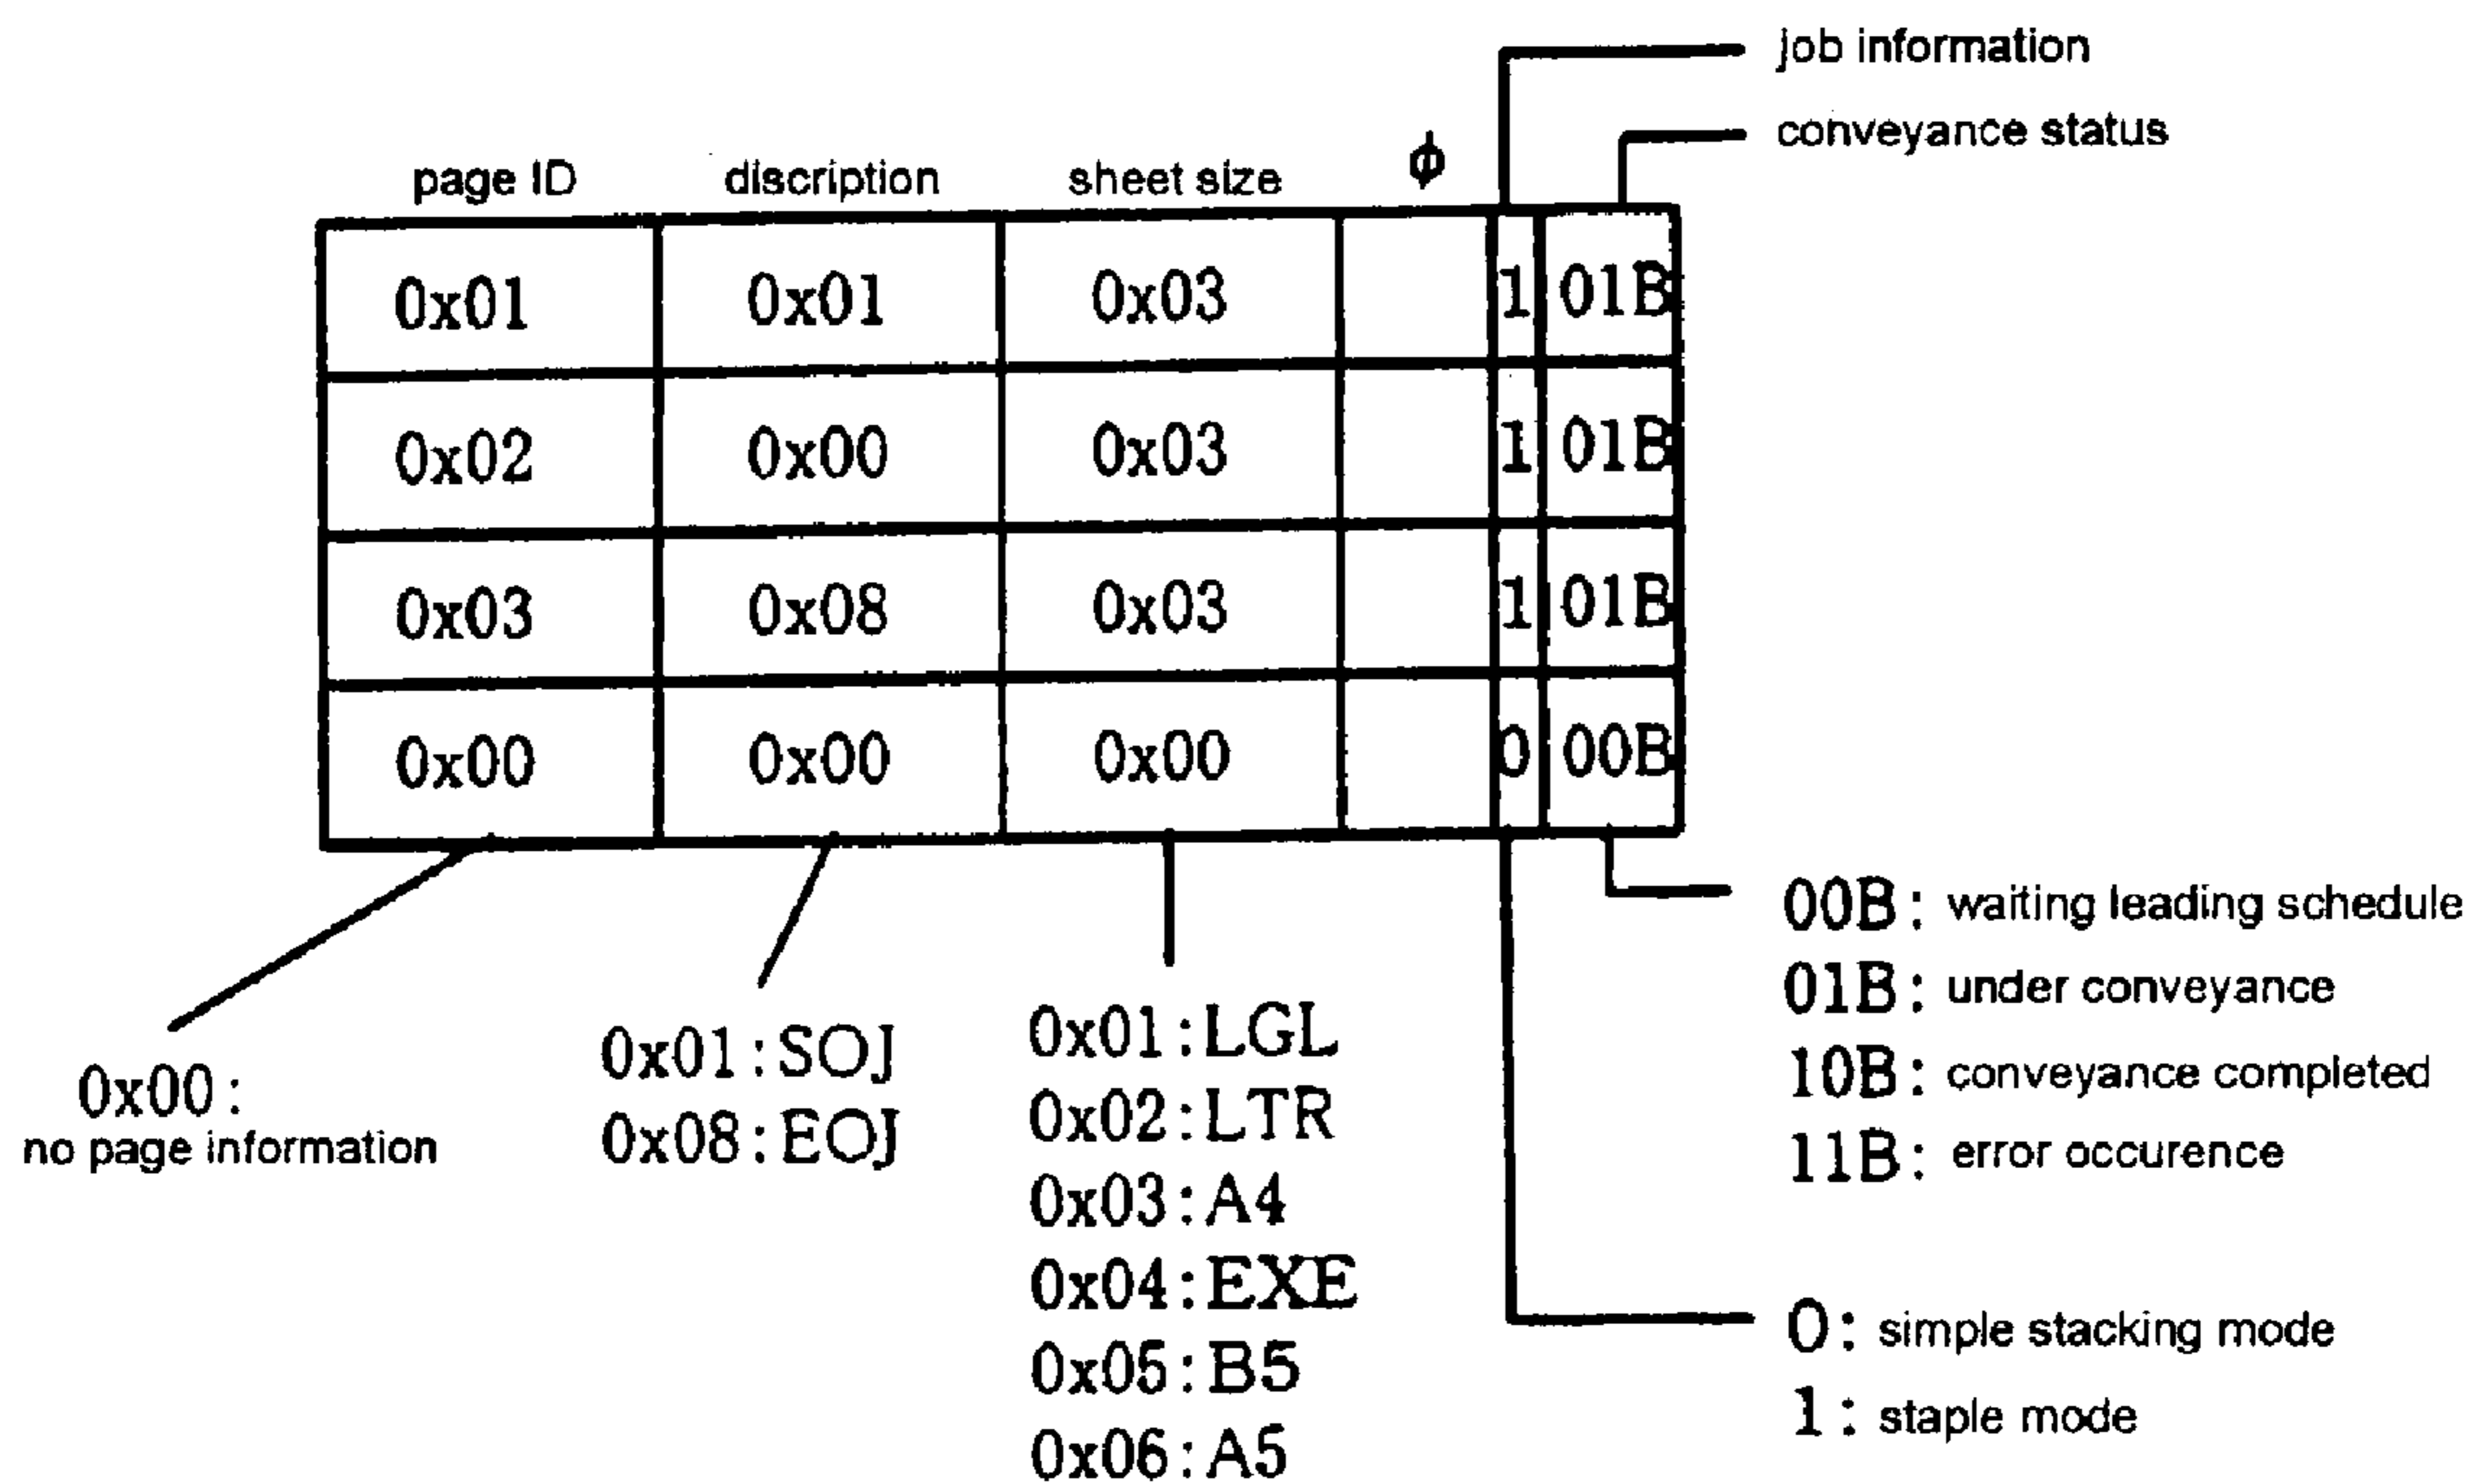 job information
conveyance status
page ID discription sheet size ϕ
0x01 0x01 0x03 1 01B
0x02 0x00 0x03 1 01B
0x03 0x08 0x03 1 01B
0x00 0x00 0x00 0 00B
00B: waiting leading schedule
01B: under conveyance
10B: conveyance completed
11B: error occurence
0x00:
no page information
0x01:SOJ
0x08:EOJ
0x01:LGL
0x02:LTR
0x03:A4
0x04:EXE
0x05:B5
0x06:A5
0: simple stacking mode
1: staple mode